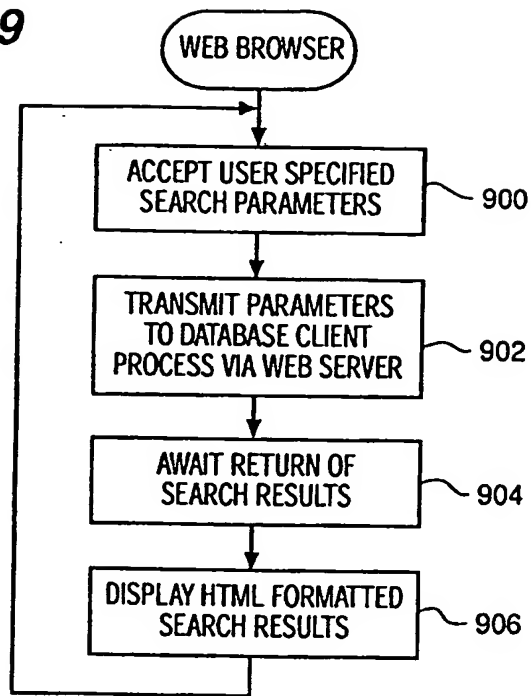 9
WEB BROWSER
ACCEPT USER SPECIFIED
SEARCH PARAMETERS
900
TRANSMIT PARAMETERS
TO DATABASE CLIENT
PROCESS VIA WEB SERVER
902
AWAIT RETURN OF
SEARCH RESULTS
904
DISPLAY HTML FORMATTED
SEARCH RESULTS
906